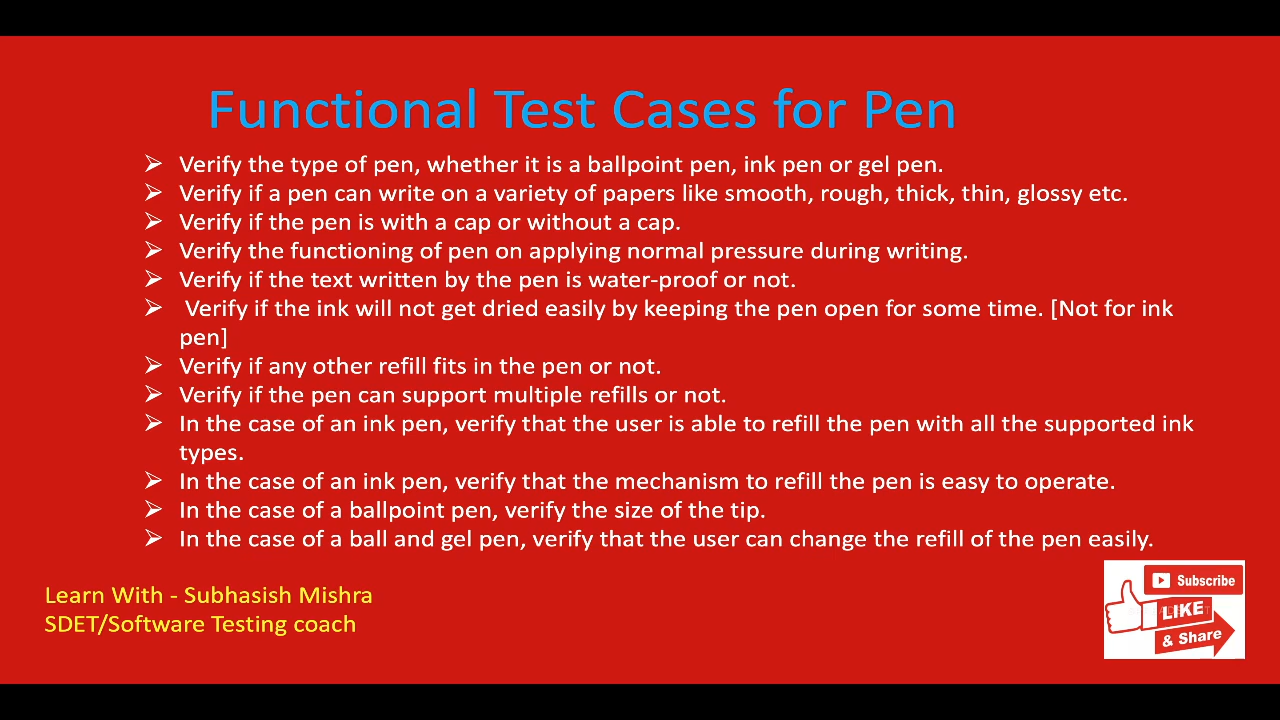 Functional Test Cases for Pen
➢ Verify the type of pen, whether it is a ballpoint pen, ink pen or gel pen.
➢ Verify if a pen can write on a variety of papers like smooth, rough, thick, thin, glossy etc.
➢ Verify if the pen is with a cap or without a cap.
➢ Verify the functioning of pen on applying normal pressure during writing.
➢ Verify if the text written by the pen is water-proof or not.
➢ Verify if the ink will not get dried easily by keeping the pen open for some time. [Not for ink
pen]
➢ Verify if any other refill fits in the pen or not.
➢ Verify if the pen can support multiple refills or not.
➢ In the case of an ink pen, verify that the user is able to refill the pen with all the supported ink
types.
➢ In the case of an ink pen, verify that the mechanism to refill the pen is easy to operate.
➢ In the case of a ballpoint pen, verify the size of the tip.
➢ In the case of a ball and gel pen, verify that the user can change the refill of the pen easily.
Learn With - Subhasish Mishra
SDET/Software Testing coach
Subscribe
LIKE
& Share